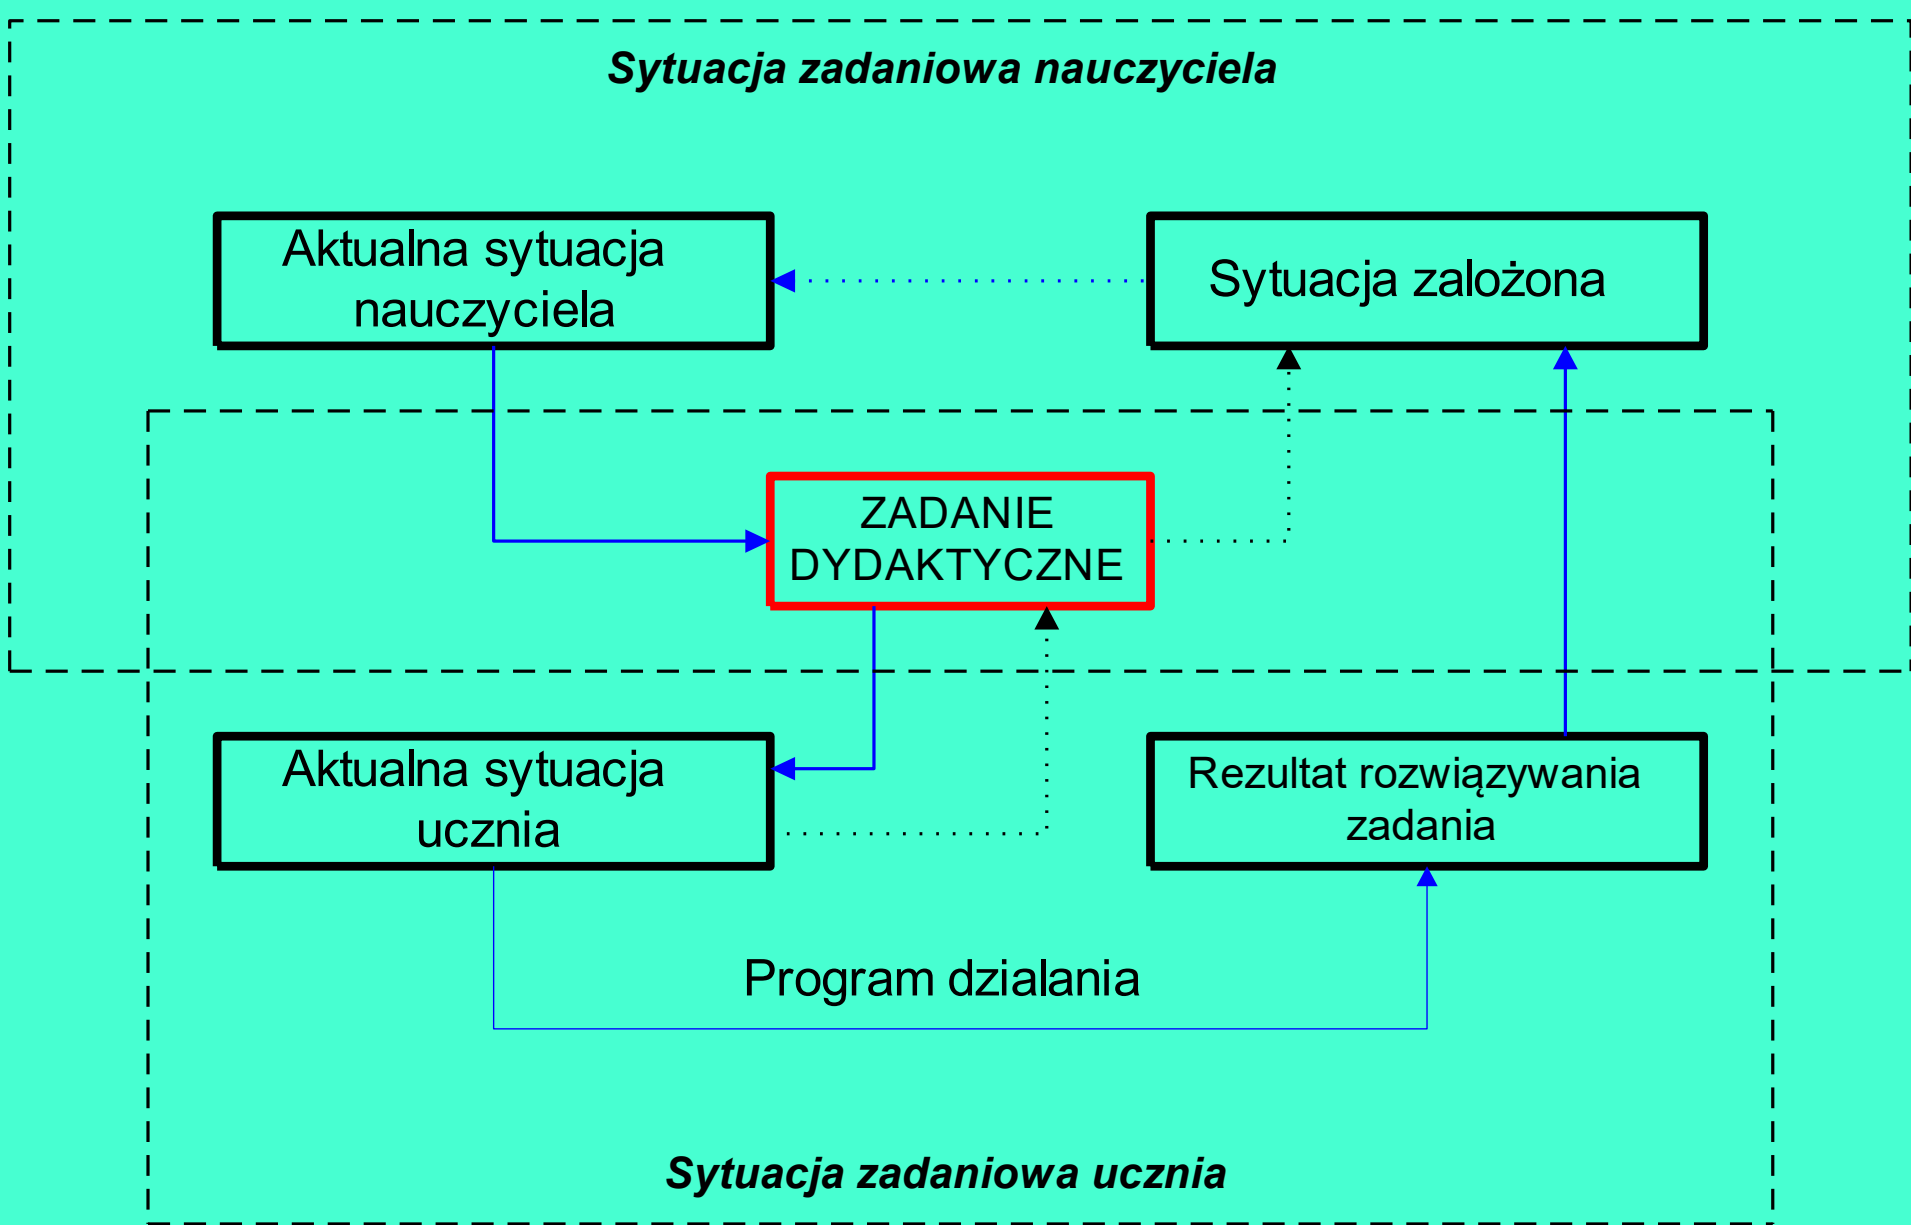 Sytuacja zadaniowa nauczyciela
Aktualna sytuacja
nauczyciela
Sytuacja zalożona
ZADANIE
DYDAKTYCZNE
Aktualna sytuacja
ucznia
Rezultat rozwiązywania
zadania
Program dzialania
Sytuacja zadaniowa ucznia